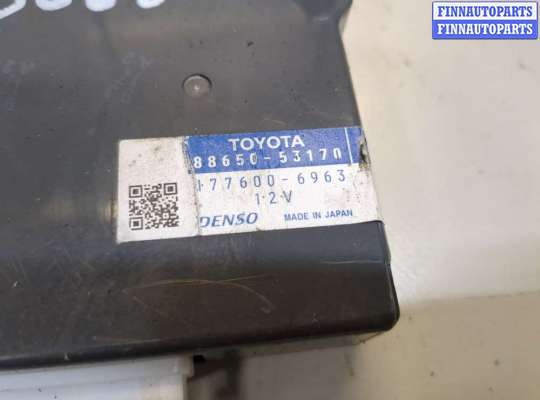 FINNAUTOPARTS
FINNAUTOPARTS
TOYOTA
88650-53170
177600-6963
12V
DENSO MADE IN JAPAN